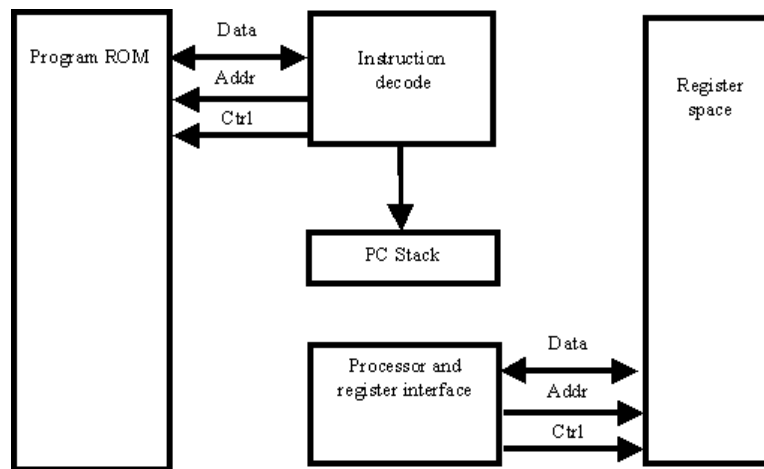 Program ROM
Data
Addr
Ctrl
Instruction
decode
PC Stack
Processor and
register interface
Data
Addr
Ctrl
Register
space